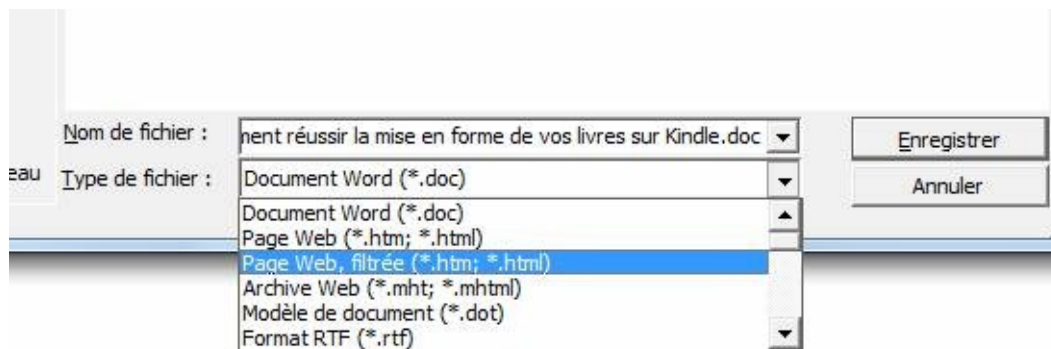 Nom de fichier : ment réussir la mise en forme de vos livres sur Kindle.doc Enregistrer
eau Type de fichier : Document Word (*.doc) Annuler
Document Word (*.doc)
Page Web (*.htm; *.html)
Page Web, filtrée (*.htm; *.html)
Archive Web (*.mht; *.mhtml)
Modèle de document (*.dot)
Format RTF (*.rtf)